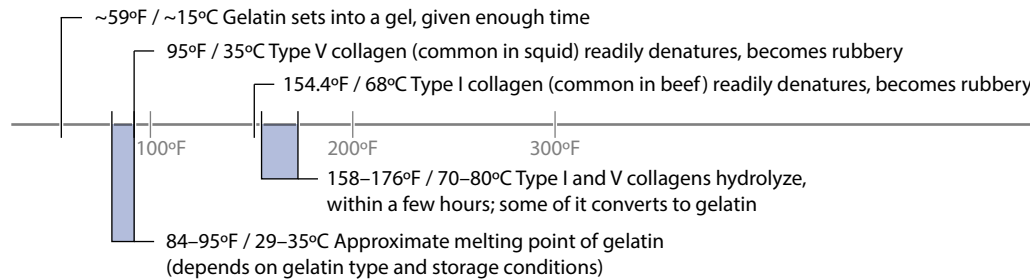 ~59ºF / ~15ºC Gelatin sets into a gel, given enough time
95ºF / 35ºC Type V collagen (common in squid) readily denatures, becomes rubbery
154.4ºF / 68ºC Type I collagen (common in beef) readily denatures, becomes rubbery
100ºF 200ºF 300ºF
158–176ºF / 70–80ºC Type I and V collagens hydrolyze,
within a few hours; some of it converts to gelatin
84–95ºF / 29–35ºC Approximate melting point of gelatin
(depends on gelatin type and storage conditions)